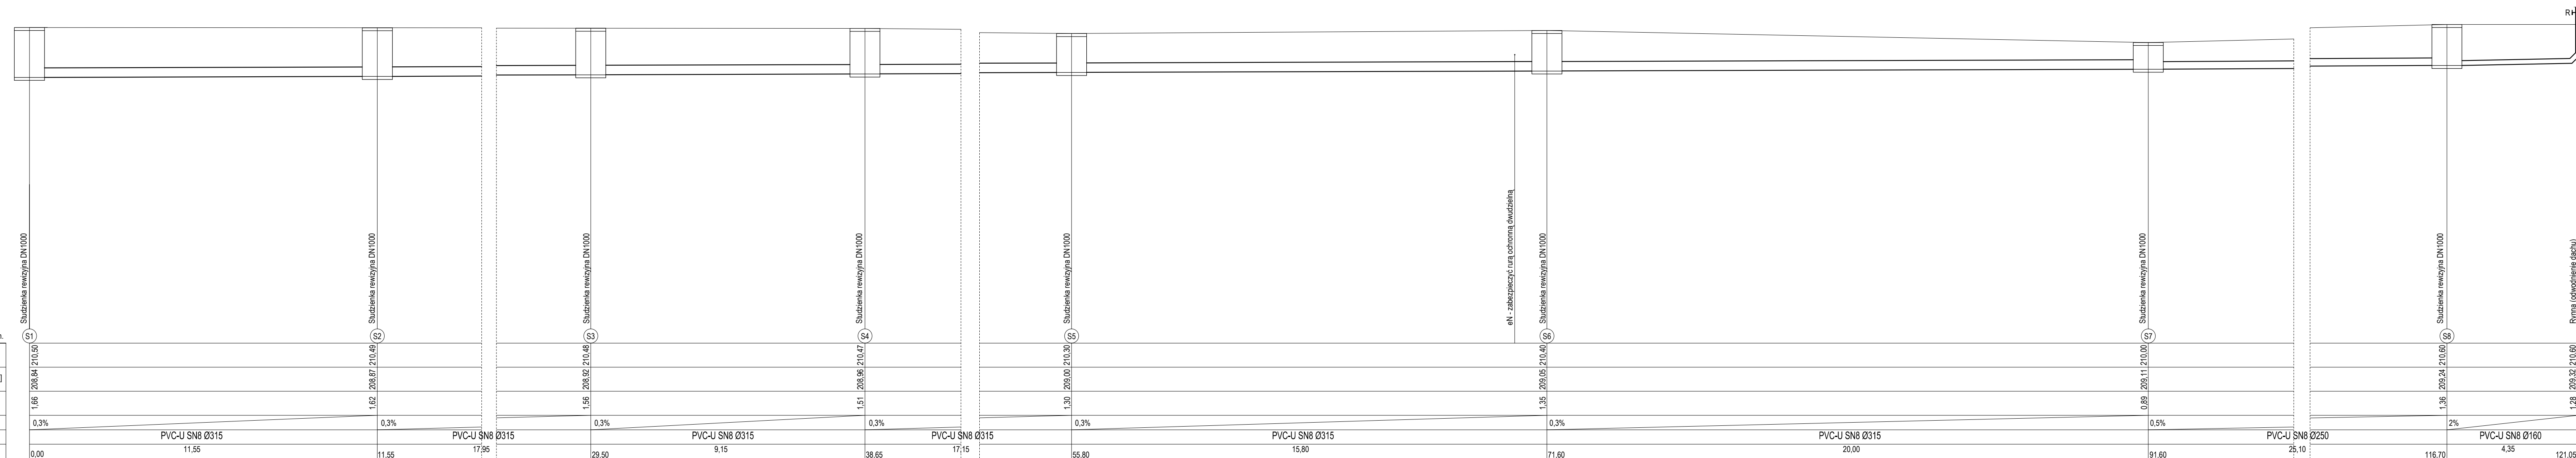 R
Studzienka rewizyjna DN1000
Studzienka rewizyjna DN1000
Studzienka rewizyjna DN1000
Studzienka rewizyjna DN1000
Studzienka rewizyjna DN1000
eN - zabezpieczyć rurą ochronną dwudzielną
Studzienka rewizyjna DN1000
Studzienka rewizyjna DN1000
Studzienka rewizyjna DN1000
Rynna (odwodnienie dachu)
S1 S2 S3 S4 S5 S6 S7 S8
210,50 210,49 210,48 210,47 210,30 210,40 210,00 210,60 210,60
208,84 208,87 208,92 208,96 209,00 209,05 209,11 209,24 209,32
1,66 1,62 1,56 1,51 1,30 1,35 0,89 1,36 1,28
0,3% 0,3% 0,3% 0,3% 0,3% 0,3% 0,5% 2%
PVC-U SN8 Ø315 PVC-U SN8 Ø315 PVC-U SN8 Ø315 PVC-U SN8 Ø315 PVC-U SN8 Ø315 PVC-U SN8 Ø315 PVC-U SN8 Ø250 PVC-U SN8 Ø160
11,55 17,95 9,15 17,15 15,80 20,00 25,10 4,35
0,00 11,55 29,50 38,65 55,80 71,60 91,60 116,70 121,05